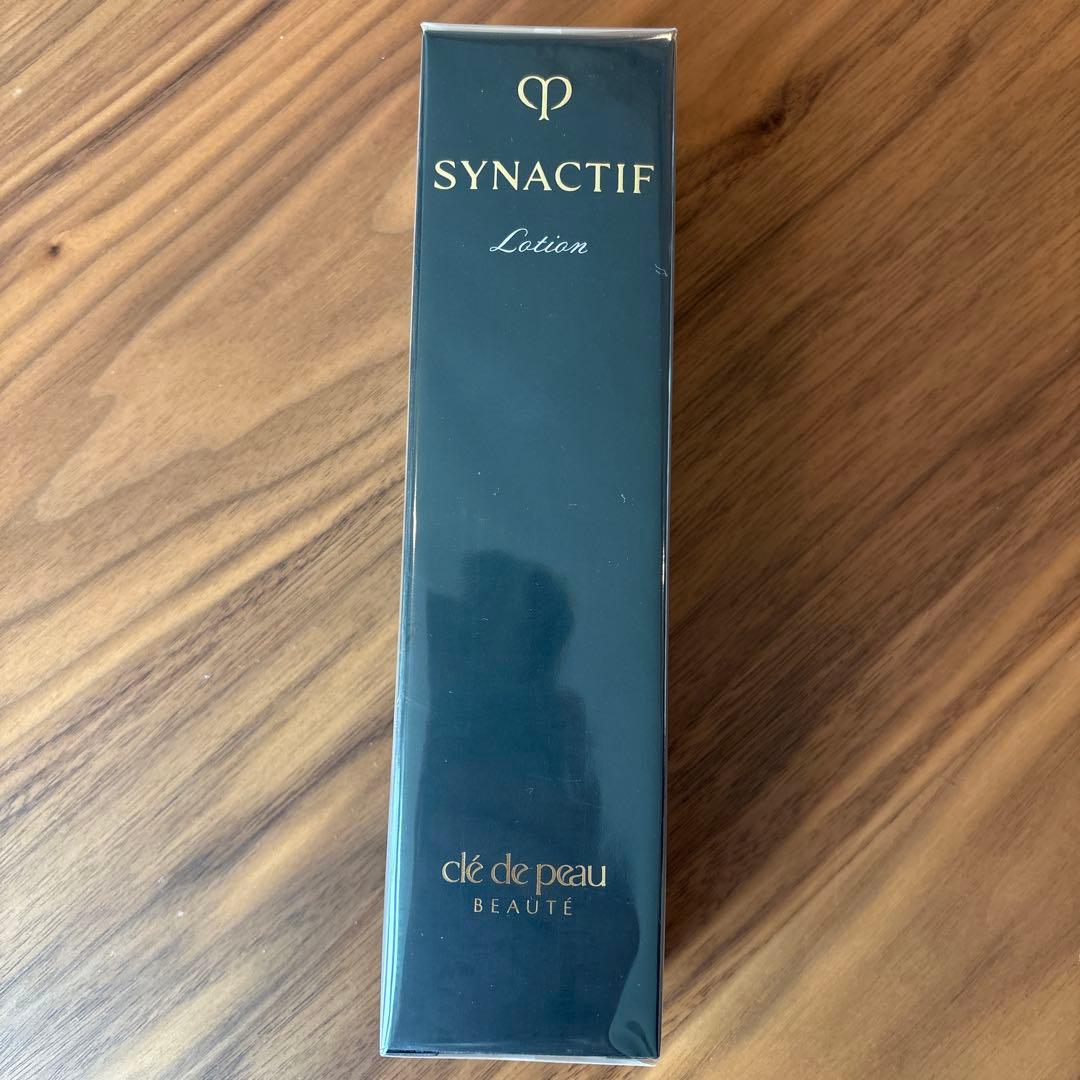 SYNACTIF
Lotion
clé de peau
BEAUTÉ